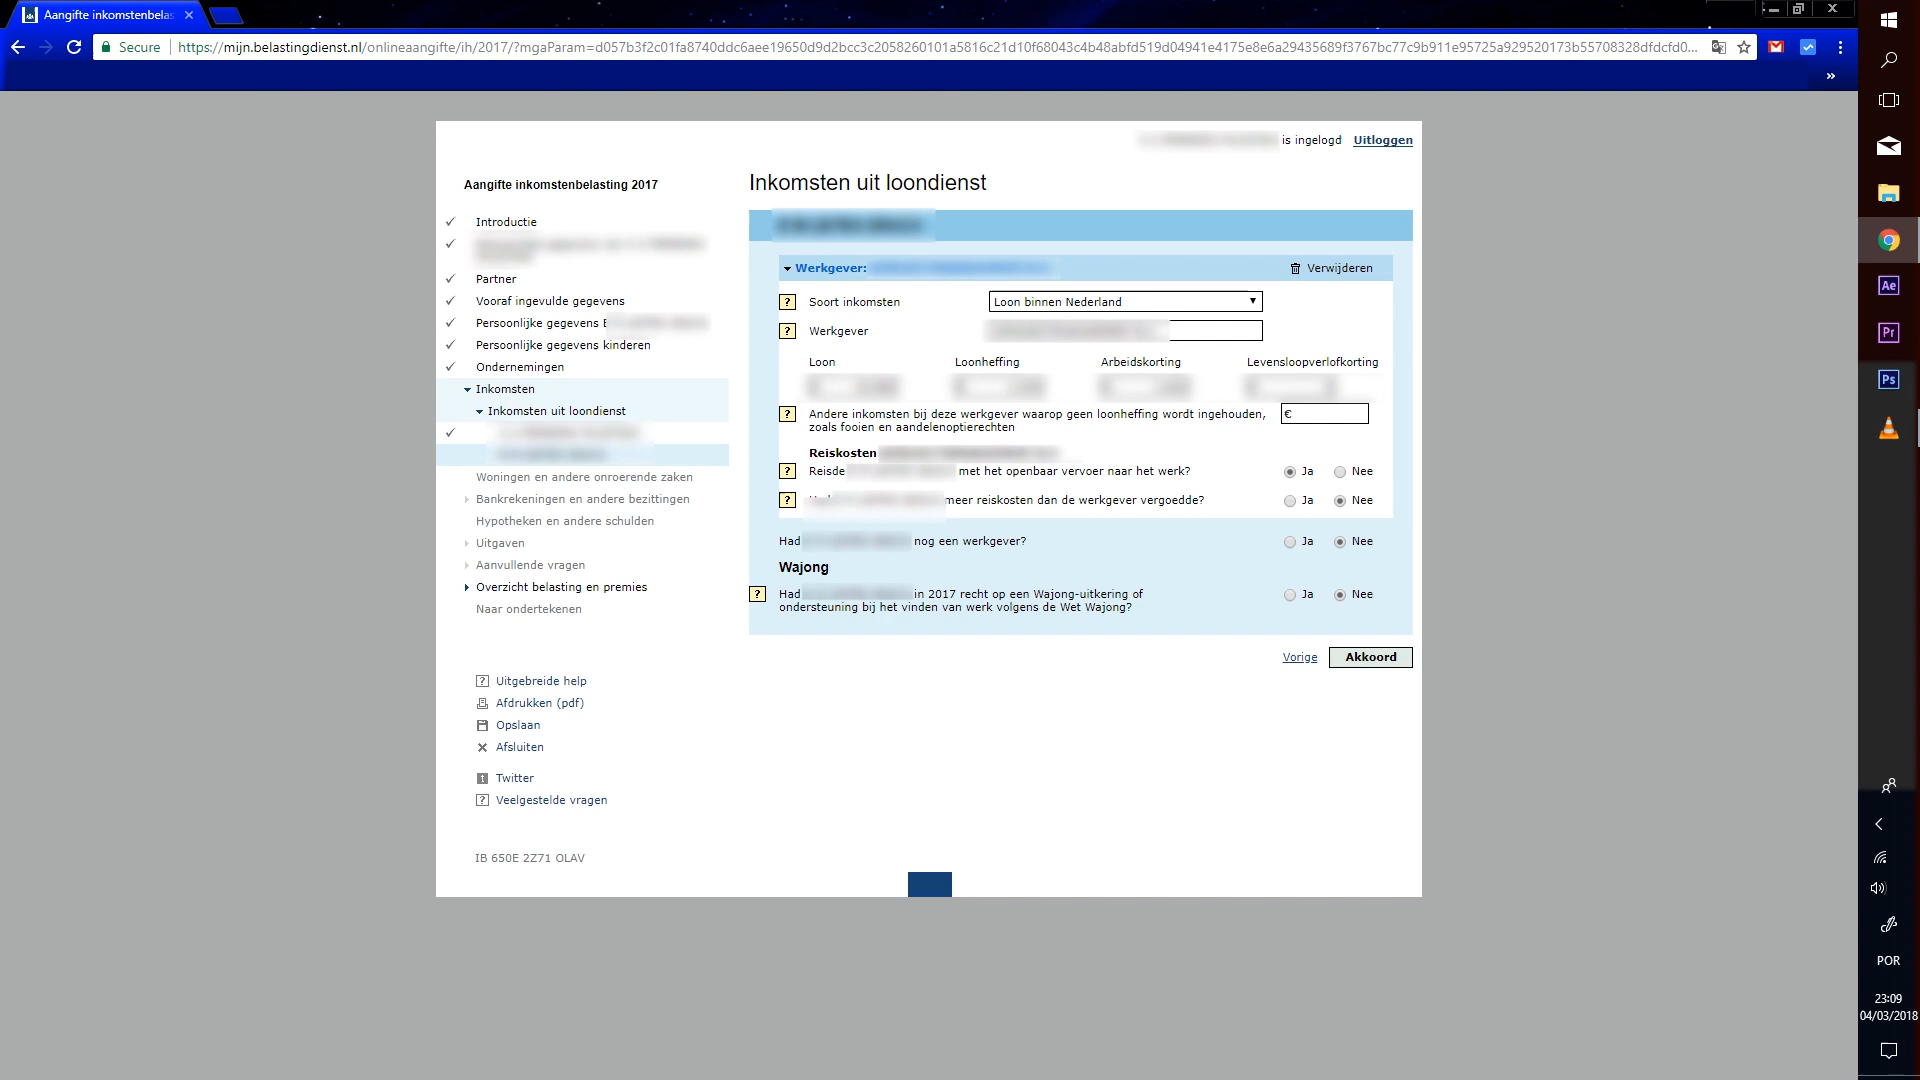 Aangifte inkomstenbelas
Secure
https://mijn.belastingdienst.nl/onlineaangifte/ih/2017/?mgaParam=d057b3f2c01fa8740ddc6aee19650d9d2bcc3c2058260101a5816c21d10f68043c4b48abfd519d04941e4175e8e6a29435689f3767bc77c9b911e95725a929520173b55708328dfdcfd0...
is ingelogd Uitloggen
Aangifte inkomstenbelasting 2017
Introductie
Partner
Vooraf ingevulde gegevens
Persoonlijke gegevens
Persoonlijke gegevens kinderen
Ondernemingen
Inkomsten
Inkomsten uit loondienst
Woningen en andere onroerende zaken
Bankrekeningen en andere bezittingen
Hypotheken en andere schulden
Uitgaven
Aanvullende vragen
Overzicht belasting en premies
Naar ondertekenen
? Uitgebreide help
Afdrukken (pdf)
Opslaan
Afsluiten
Twitter
? Veelgestelde vragen
IB 650E 2Z71 OLAV
Inkomsten uit loondienst
Werkgever:
Verwijderen
? Soort inkomsten Loon binnen Nederland
? Werkgever
Loon Loonheffing Arbeidskorting Levensloopverlofkorting
? Andere inkomsten bij deze werkgever waarop geen loonheffing wordt ingehouden, €
zoals fooien en aandelenoptierechten
Reiskosten
? Reisde met het openbaar vervoer naar het werk? Ja Nee
? meer reiskosten dan de werkgever vergoedde? Ja Nee
Had nog een werkgever? Ja Nee
Wajong
? Had in 2017 recht op een Wajong-uitkering of Ja Nee
ondersteuning bij het vinden van werk volgens de Wet Wajong?
Vorige Akkoord
Ae
Pr
Ps
POR
23:09
04/03/2018